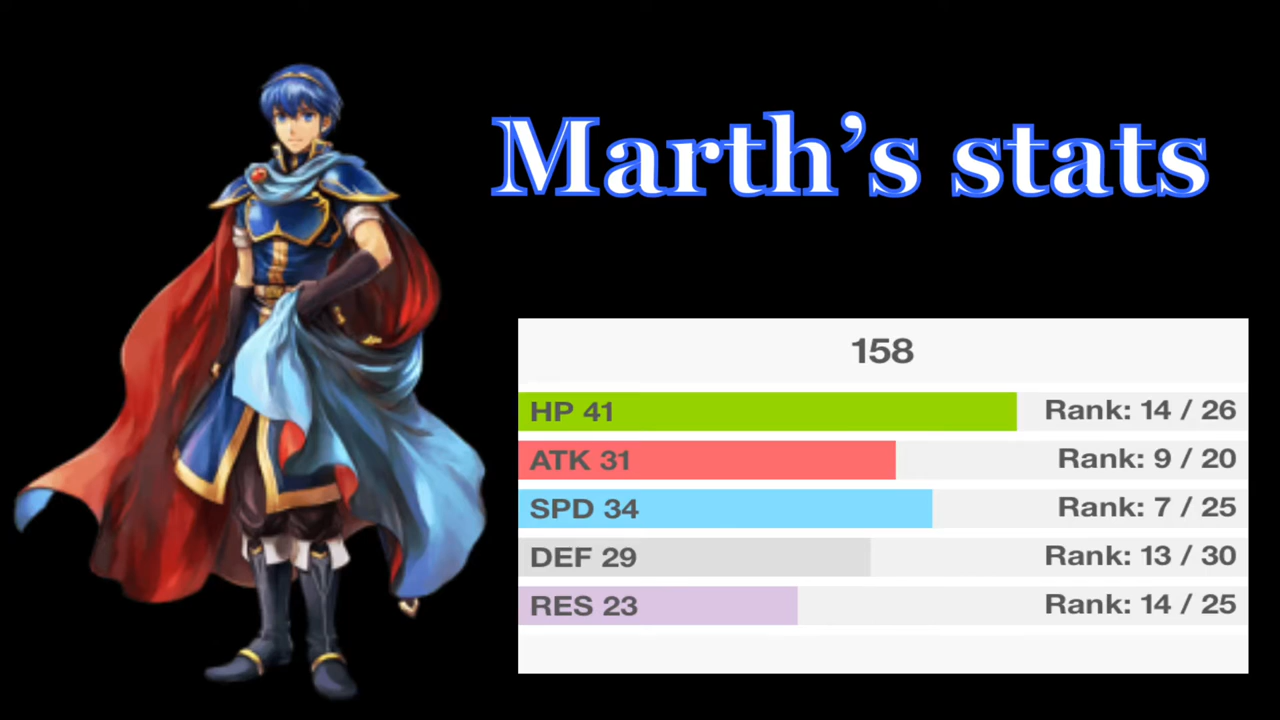 Marth’s stats
158
HP 41 Rank: 14 / 26
ATK 31 Rank: 9 / 20
SPD 34 Rank: 7 / 25
DEF 29 Rank: 13 / 30
RES 23 Rank: 14 / 25